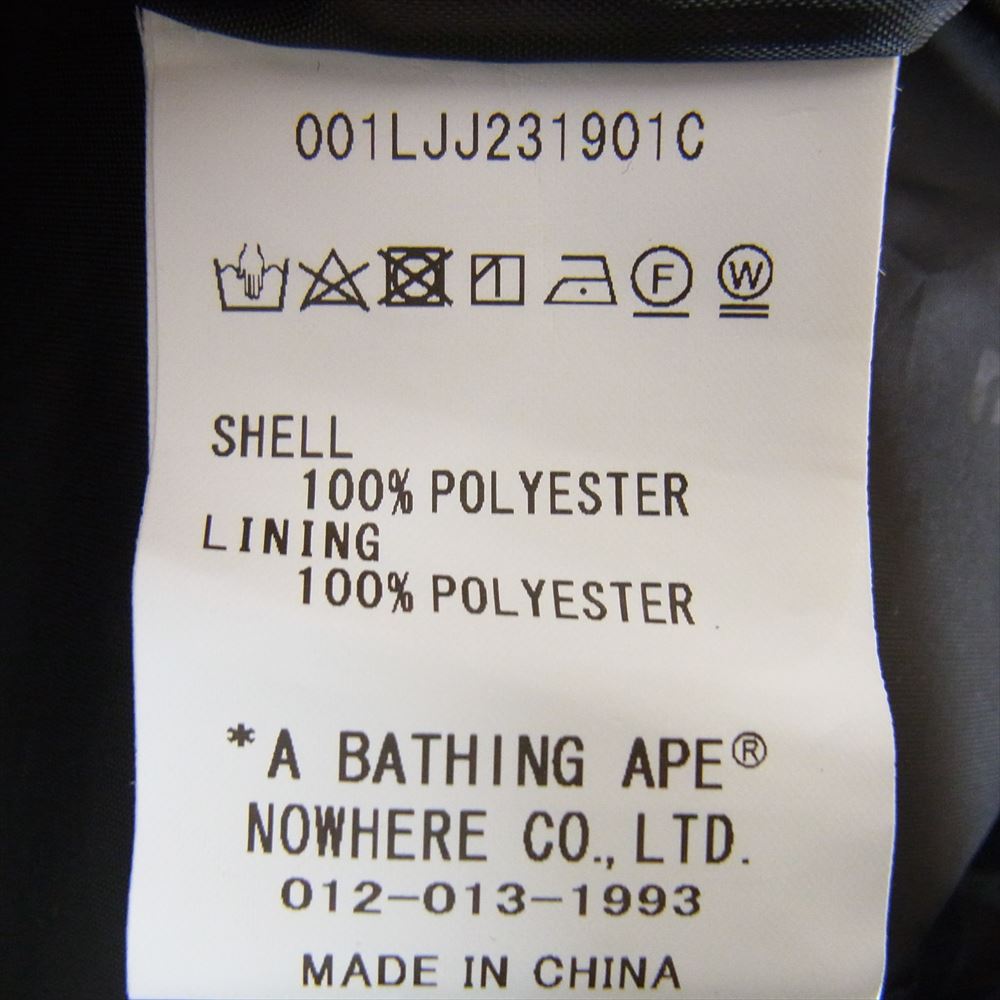 001LJJ231901C
F W
SHELL
100% POLYESTER
LINING
100% POLYESTER
*A BATHING APE®
NOWHERE CO., LTD.
012-013-1993
MADE IN CHINA